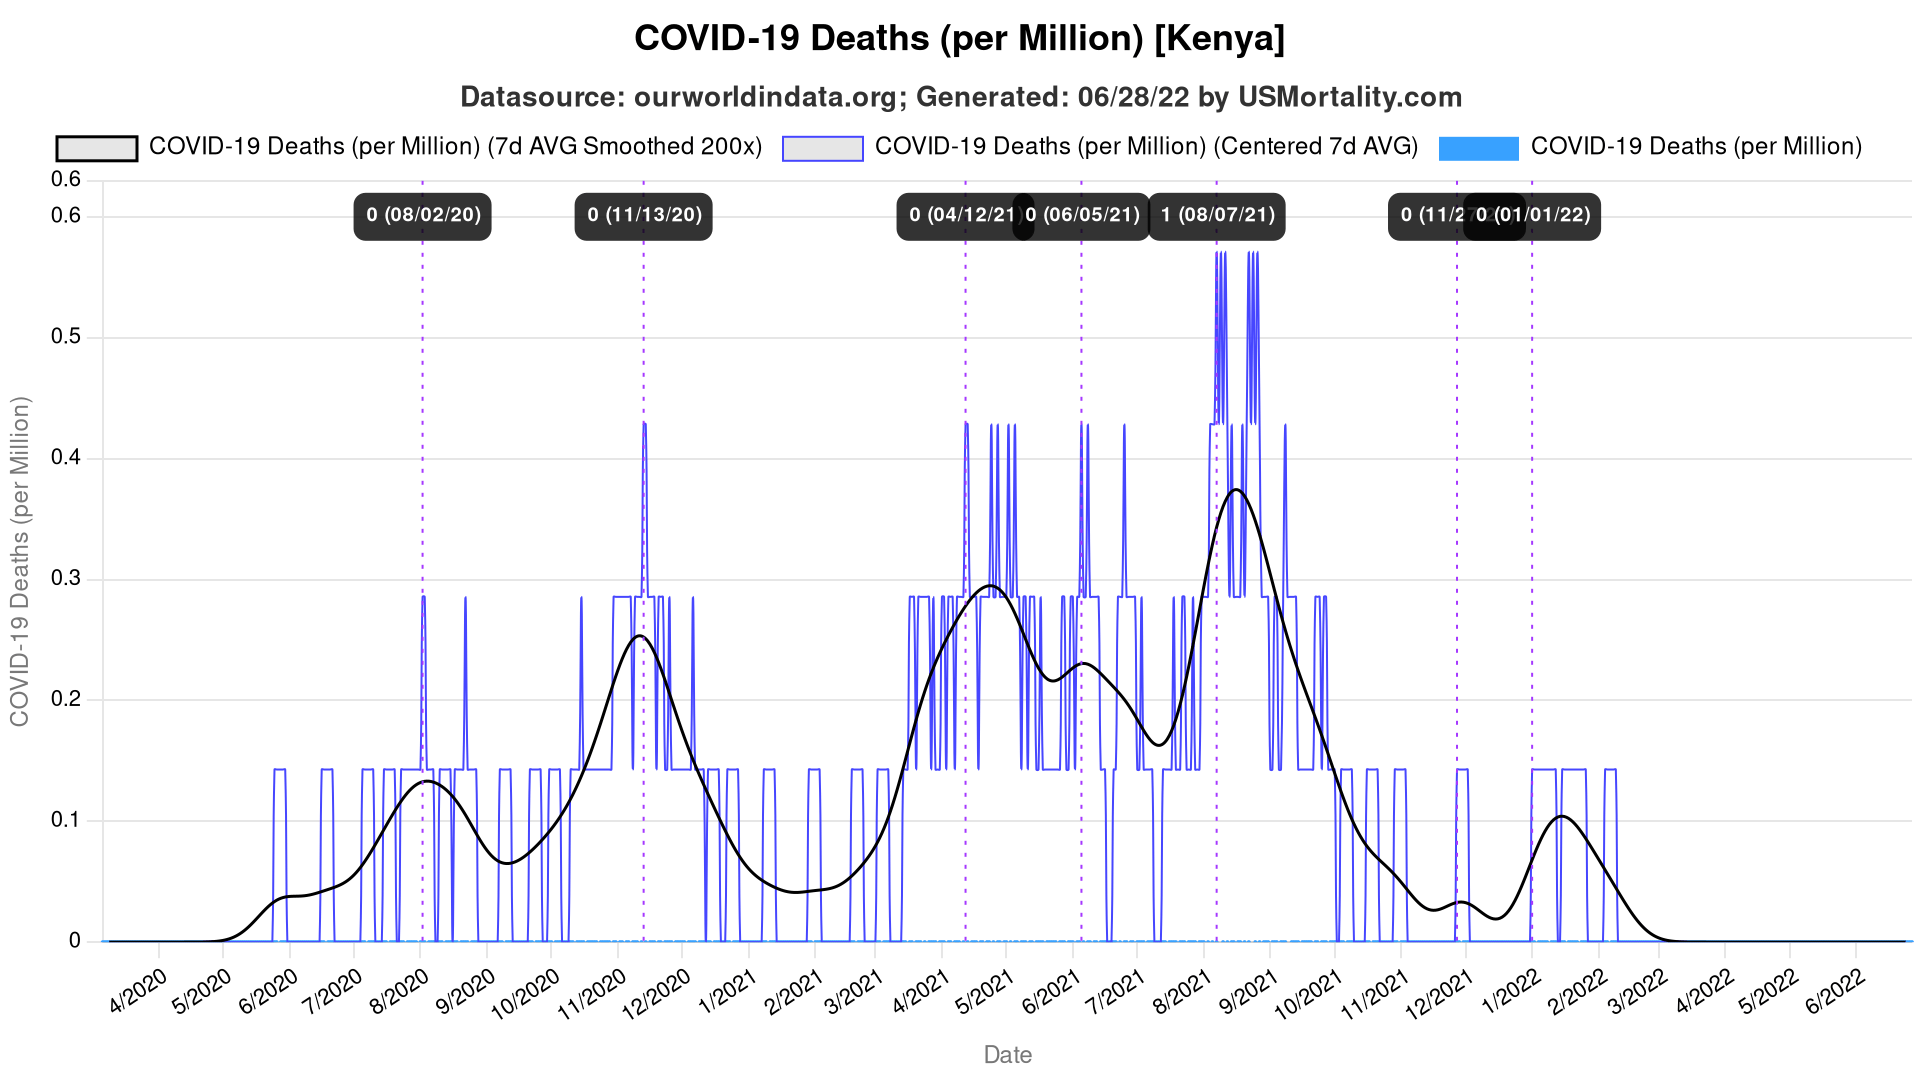 COVID-19 Deaths (per Million) [Kenya]
Datasource: ourworldindata.org; Generated: 06/28/22 by USMortality.com
COVID-19 Deaths (per Million) (7d AVG Smoothed 200x) COVID-19 Deaths (per Million) (Centered 7d AVG) COVID-19 Deaths (per Million)
0.6
0.6
0 (08/02/20) 0 (11/13/20) 0 (04/12/21) 0 (06/05/21) 1 (08/07/21) 0 (11/27 0 (01/01/22)
0.5
0.4
0.3
0.2
0.1
0
COVID-19 Deaths (per Million)
4/2020 5/2020 6/2020 7/2020 8/2020 9/2020 10/2020 11/2020 12/2020 1/2021 2/2021 3/2021 4/2021 5/2021 6/2021 7/2021 8/2021 9/2021 10/2021 11/2021 12/2021 1/2022 2/2022 3/2022 4/2022 5/2022 6/2022
Date